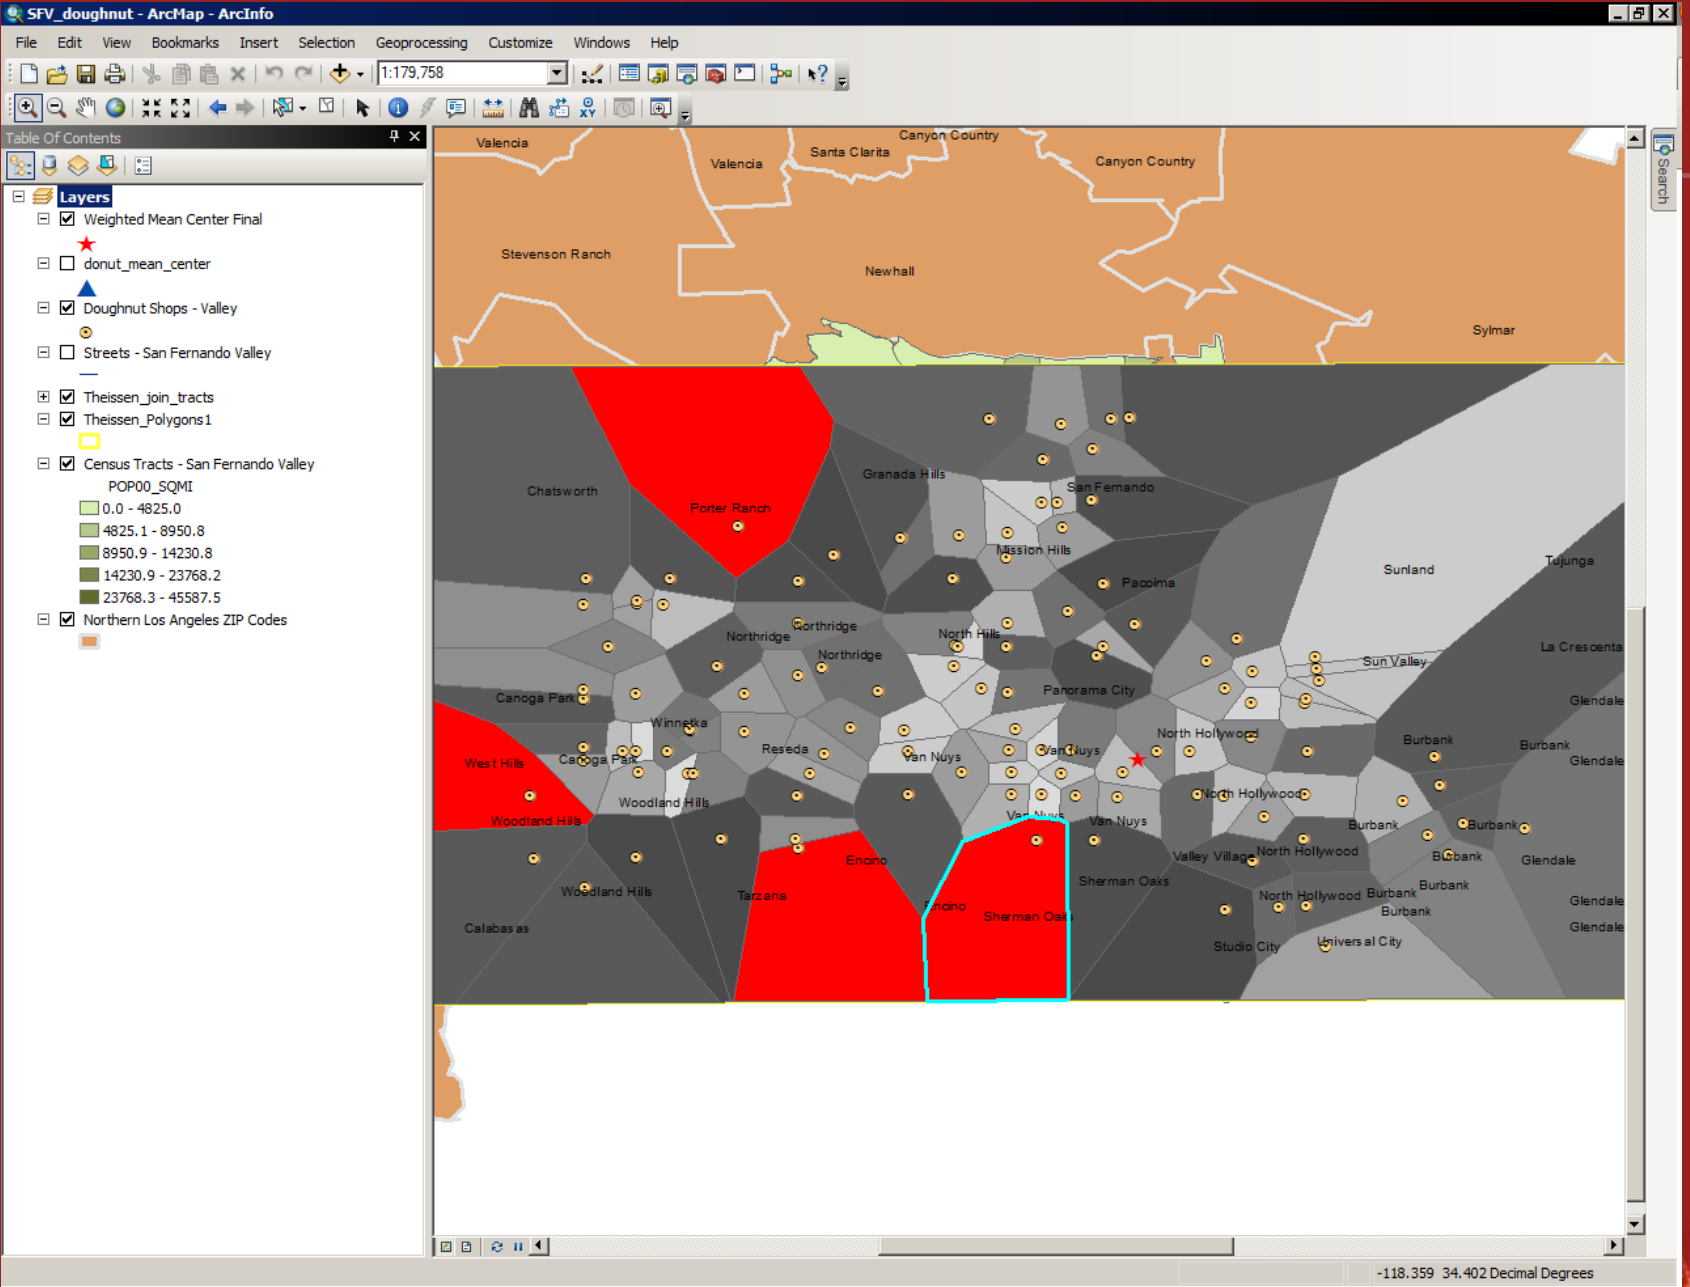 SFV_doughnut - ArcMap - ArcInfo
File Edit View Bookmarks Insert Selection Geoprocessing Customize Windows Help
1:179,758
Table Of Contents
Layers
Weighted Mean Center Final
donut_mean_center
Doughnut Shops - Valley
Streets - San Fernando Valley
Theissen_join_tracts
Theissen_Polygons1
Census Tracts - San Fernando Valley
POP00_SQMI
0.0 - 4825.0
4825.1 - 8950.8
8950.9 - 14230.8
14230.9 - 23768.2
23768.3 - 45587.5
Northern Los Angeles ZIP Codes
Search
Canyon Country
Valencia
Santa Clarita
Valencia
Canyon Country
Stevenson Ranch
Newhall
Sylmar
Granada Hills
San Fernando
Chatsworth
Porter Ranch
Mission Hills
Tujunga
Sunland
Pacoima
Northridge
Northridge
North Hills
La Crescenta
Northridge
Sun Valley
Panorama City
Canoga Park
Glendale
Winnetka
North Hollywood
Burbank
Burbank
Reseda
Van Nuys
Van Nuys
Canoga Park
Glendale
West Hills
North Hollywood
Woodland Hills
Van Nuys
Woodland Hills
Van Nuys
Burbank
Burbank
North Hollywood
Valley Village
Burbank
Glendale
Encino
Sherman Oaks
Burbank
Woodland Hills
Tarzana
North Hollywood
Burbank
Glendale
Encino
Burbank
Sherman Oaks
Calabasas
Glendale
Studio City
Universal City
-118.359 34.402 Decimal Degrees